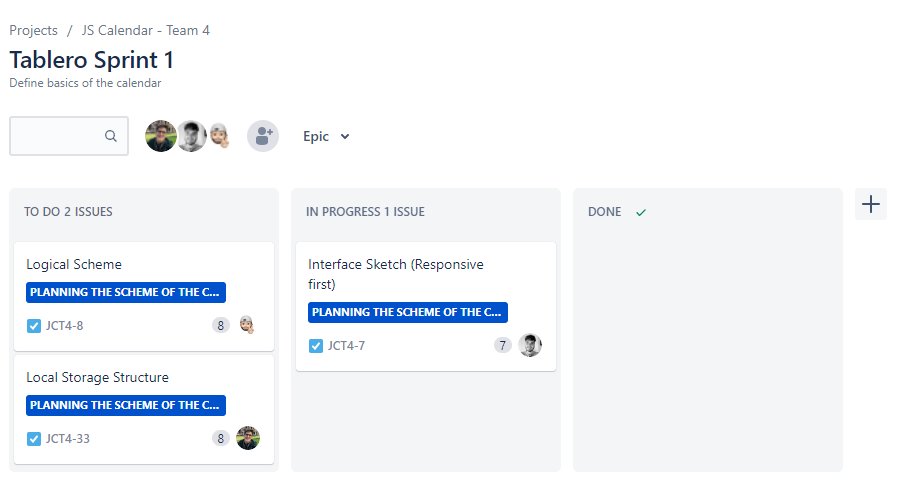 Projects / JS Calendar - Team 4
Tablero Sprint 1
Define basics of the calendar
Epic
TO DO 2 ISSUES
Logical Scheme
PLANNING THE SCHEME OF THE C...
JCT4-8 8
Local Storage Structure
PLANNING THE SCHEME OF THE C...
JCT4-33 8
IN PROGRESS 1 ISSUE
Interface Sketch (Responsive
first)
PLANNING THE SCHEME OF THE C...
JCT4-7 7
DONE